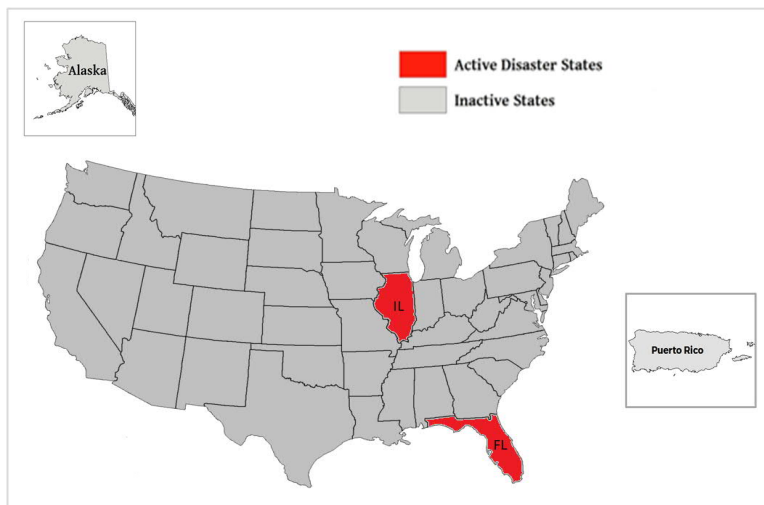 Alaska
Active Disaster States
Inactive States
IL
Puerto Rico
FL